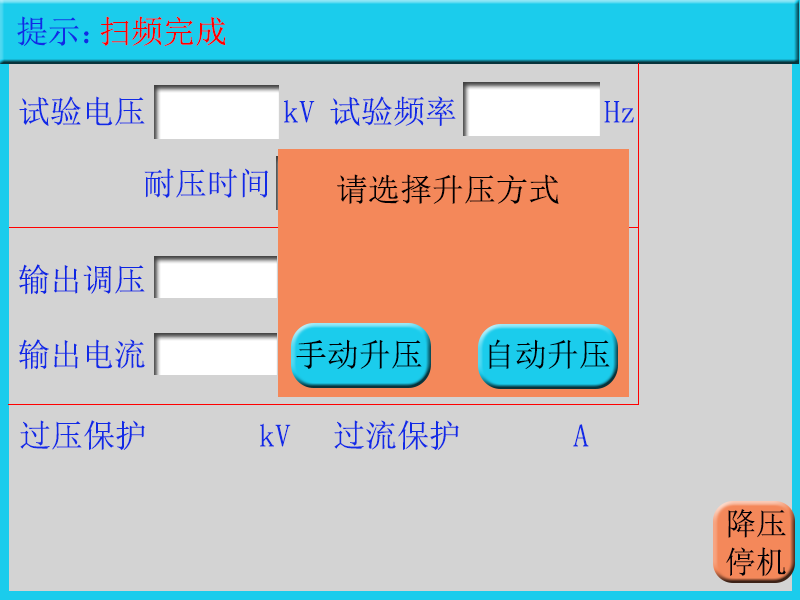 提示：扫频完成
试验电压 kV 试验频率 Hz
耐压时间
请选择升压方式
输出调压
输出电流
手动升压 自动升压
过压保护 kV 过流保护 A
降压
停机